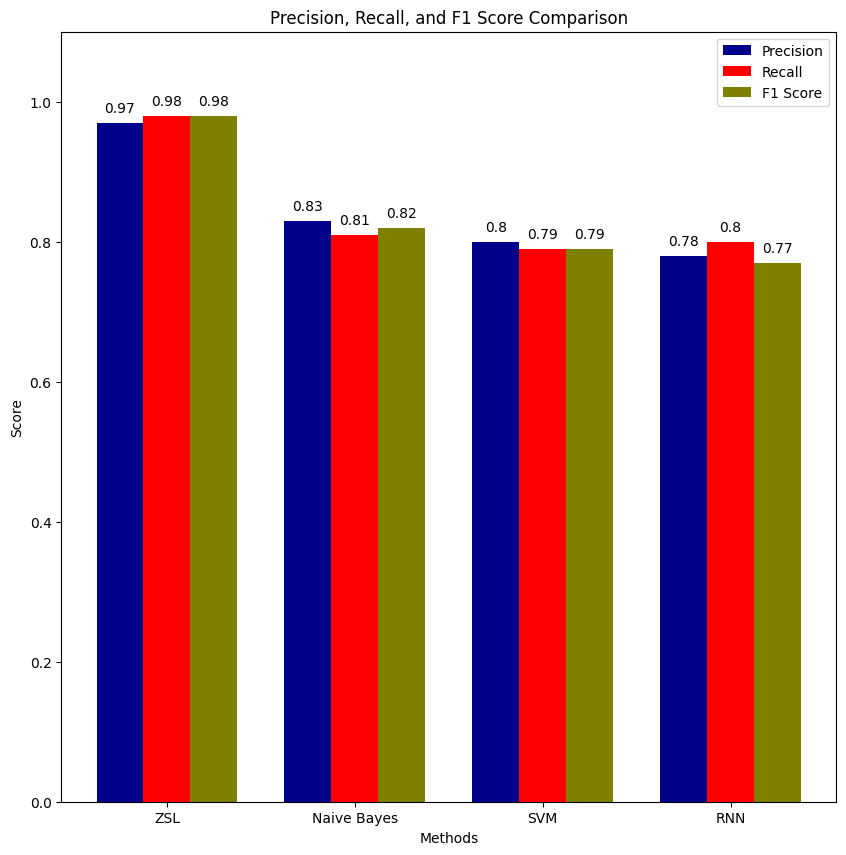 Precision, Recall, and F1 Score Comparison
Precision
Recall
F1 Score
0.97 0.98 0.98
0.83 0.81 0.82
0.8 0.79 0.79
0.78 0.8 0.77
1.0
0.8
0.6
0.4
0.2
0.0
Score
ZSL Naive Bayes SVM RNN
Methods